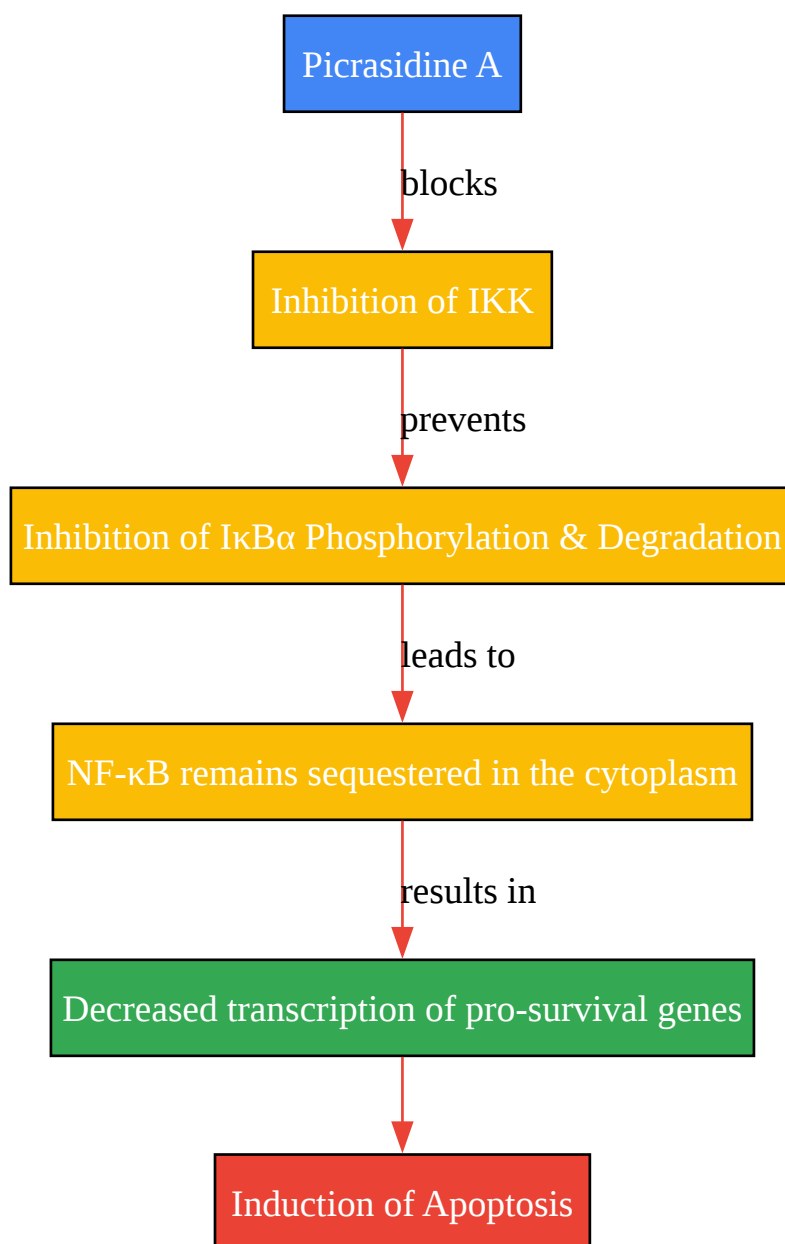 Picrasidine A
blocks
Inhibition of IKK
prevents
Inhibition of IκBα Phosphorylation & Degradation
leads to
NF-κB remains sequestered in the cytoplasm
results in
Decreased transcription of pro-survival genes
Induction of Apoptosis